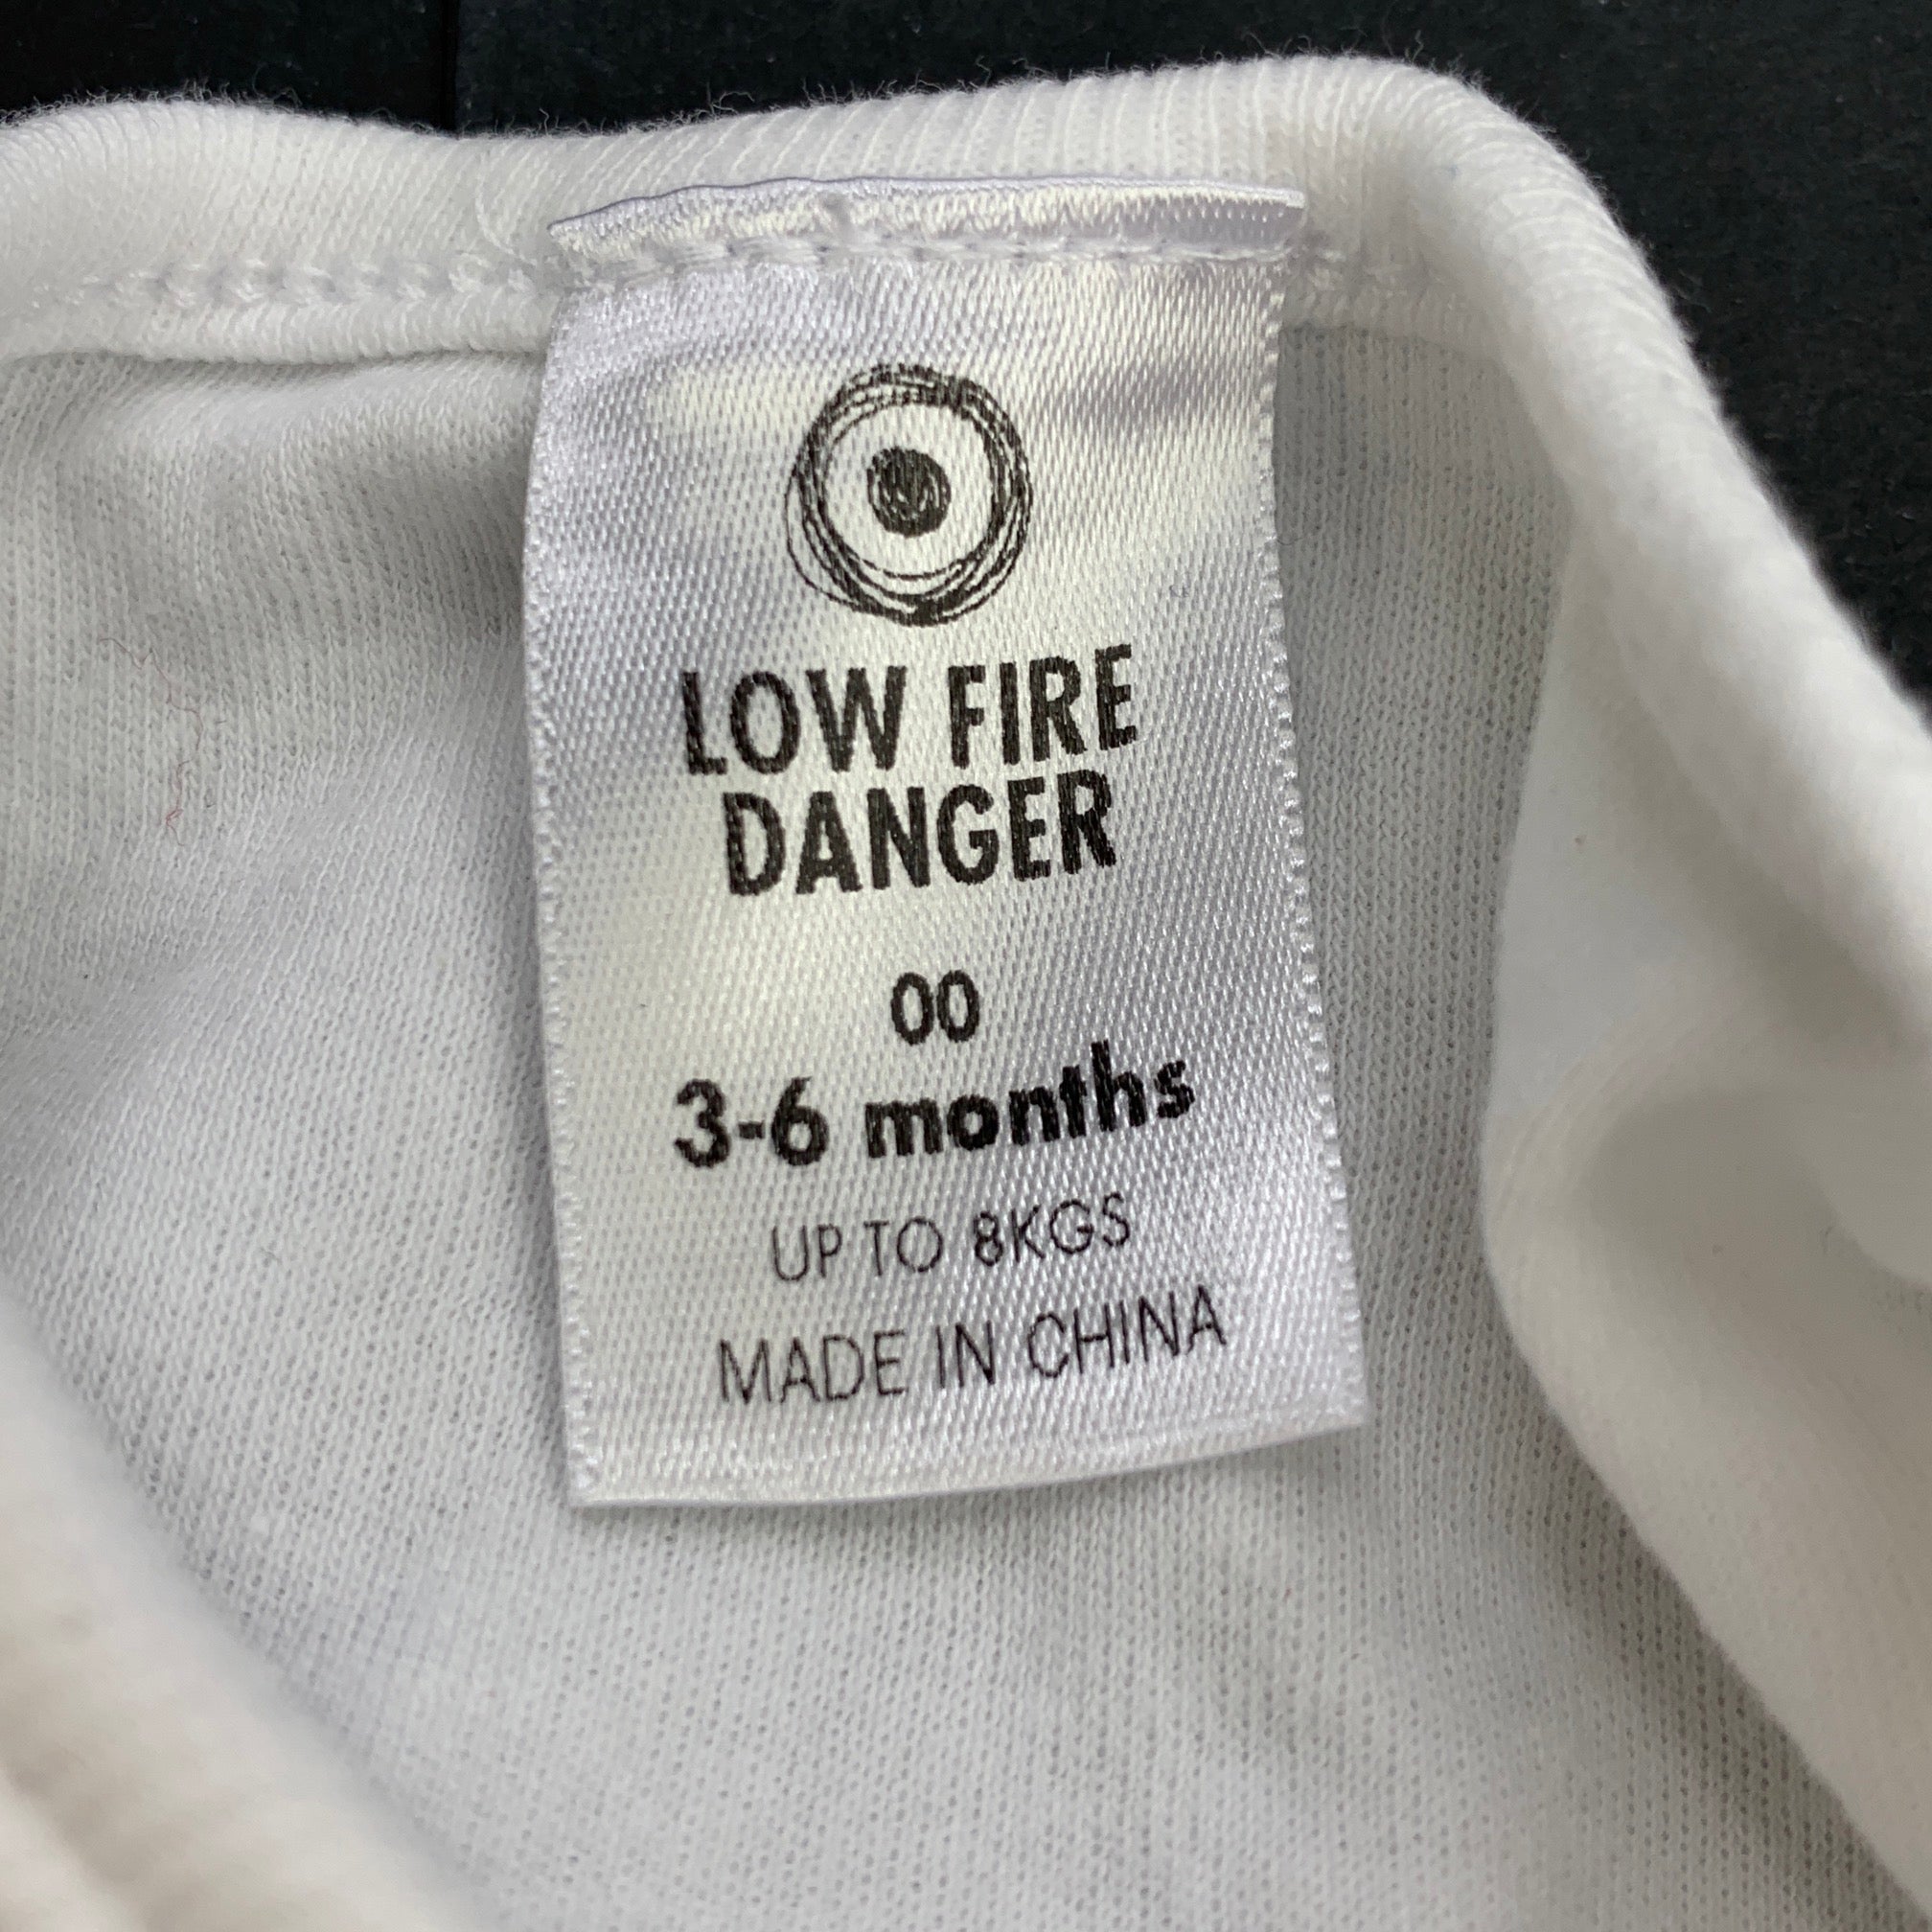 LOW FIRE
DANGER
00
3-6 months
UP TO 8KGS
MADE IN CHINA